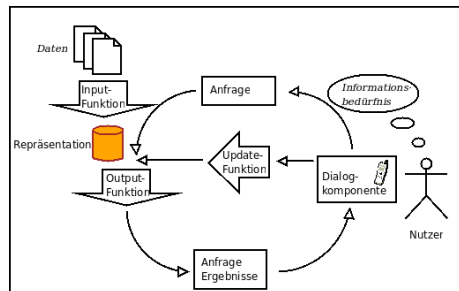 Daten
Input-
Funktion
Repräsentation
Output-
Funktion
Anfrage
Update-
Funktion
Anfrage
Ergebnisse
Informations-
bedürfnis
Dialog-
komponente
Nutzer